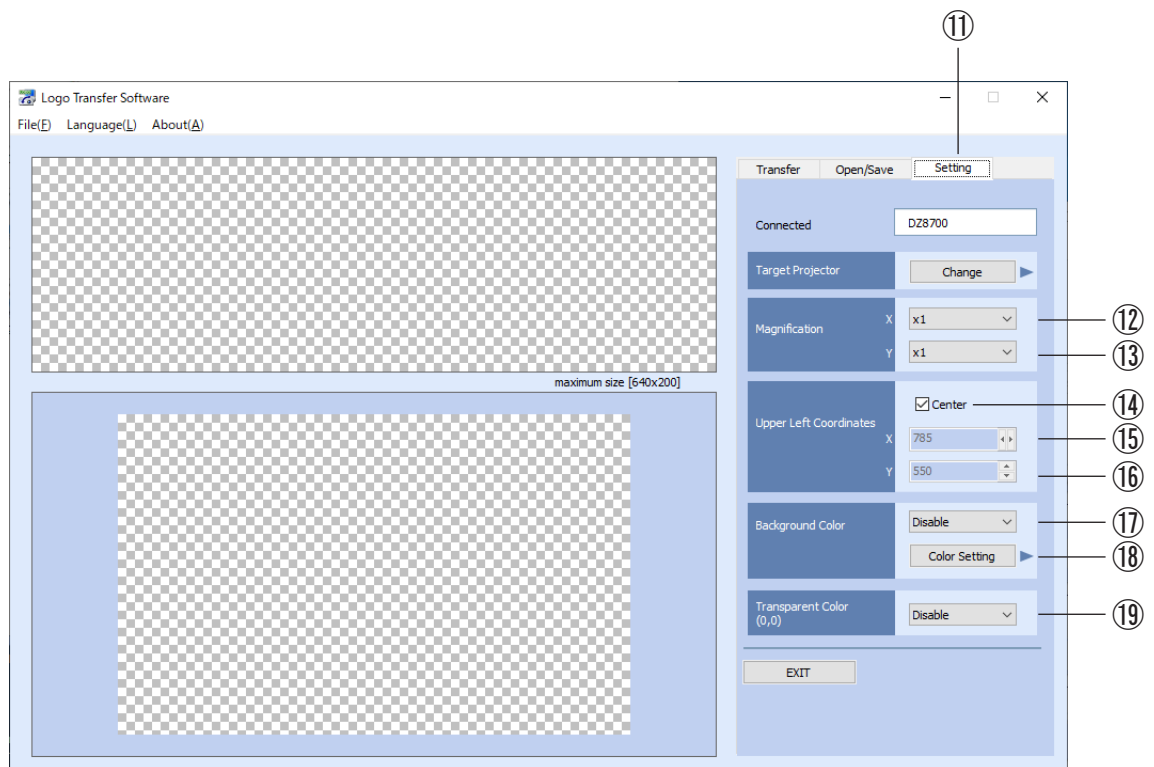 ⑪
Logo Transfer Software
File(F) Language(L) About(A)
Transfer Open/Save Setting
Connected DZ8700
Target Projector Change
Magnification X x1 ⑫
Y x1 ⑬
maximum size [640x200]
Center ⑭
Upper Left Coordinates X 785 ⑮
Y 550 ⑯
Background Color Disable ⑰
Color Setting ⑱
Transparent Color
(0,0) Disable ⑲
EXIT